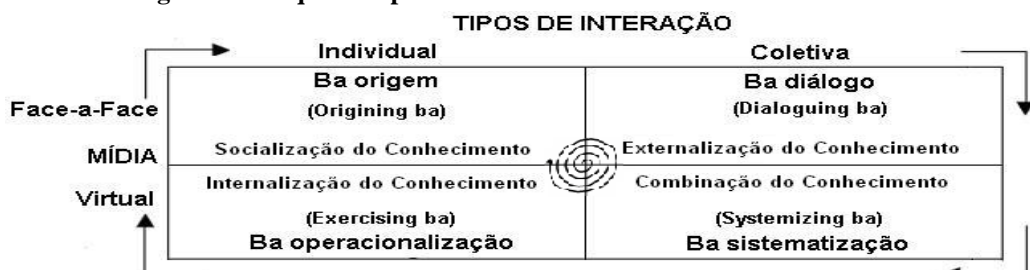 TIPOS DE INTERAÇÃO
Individual Coletiva
Ba origem Ba diálogo
Face-a-Face (Origining ba) (Dialoguing ba)
Socialização do Conhecimento Externalização do Conhecimento
MÍDIA
Internalização do Conhecimento Combinação do Conhecimento
Virtual
(Exercising ba) (Systemizing ba)
Ba operacionalização Ba sistematização